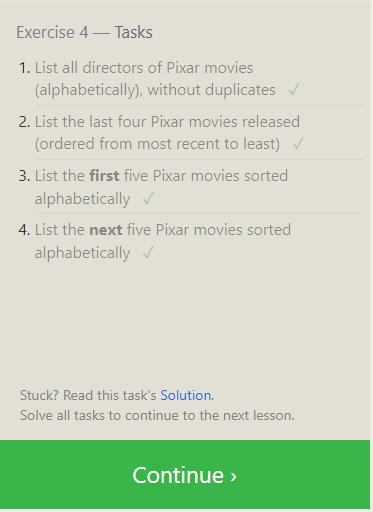 Exercise 4 — Tasks
1. List all directors of Pixar movies
(alphabetically), without duplicates ✓
2. List the last four Pixar movies released
(ordered from most recent to least) ✓
3. List the first five Pixar movies sorted
alphabetically ✓
4. List the next five Pixar movies sorted
alphabetically ✓
Stuck? Read this task's Solution.
Solve all tasks to continue to the next lesson.
Continue ›